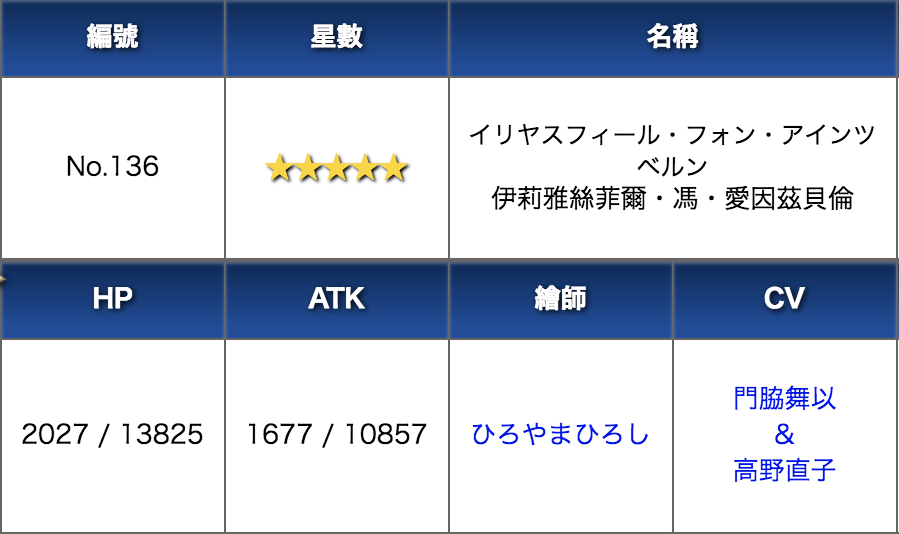 編號 星數 名稱
No.136 ★★★★★ イリヤスフィール・フォン・アインツ
ベルン
伊莉雅絲菲爾・馮・愛因茲貝倫
HP ATK 繪師 CV
2027 / 13825 1677 / 10857 ひろやまひろし 門脇舞以
&
高野直子